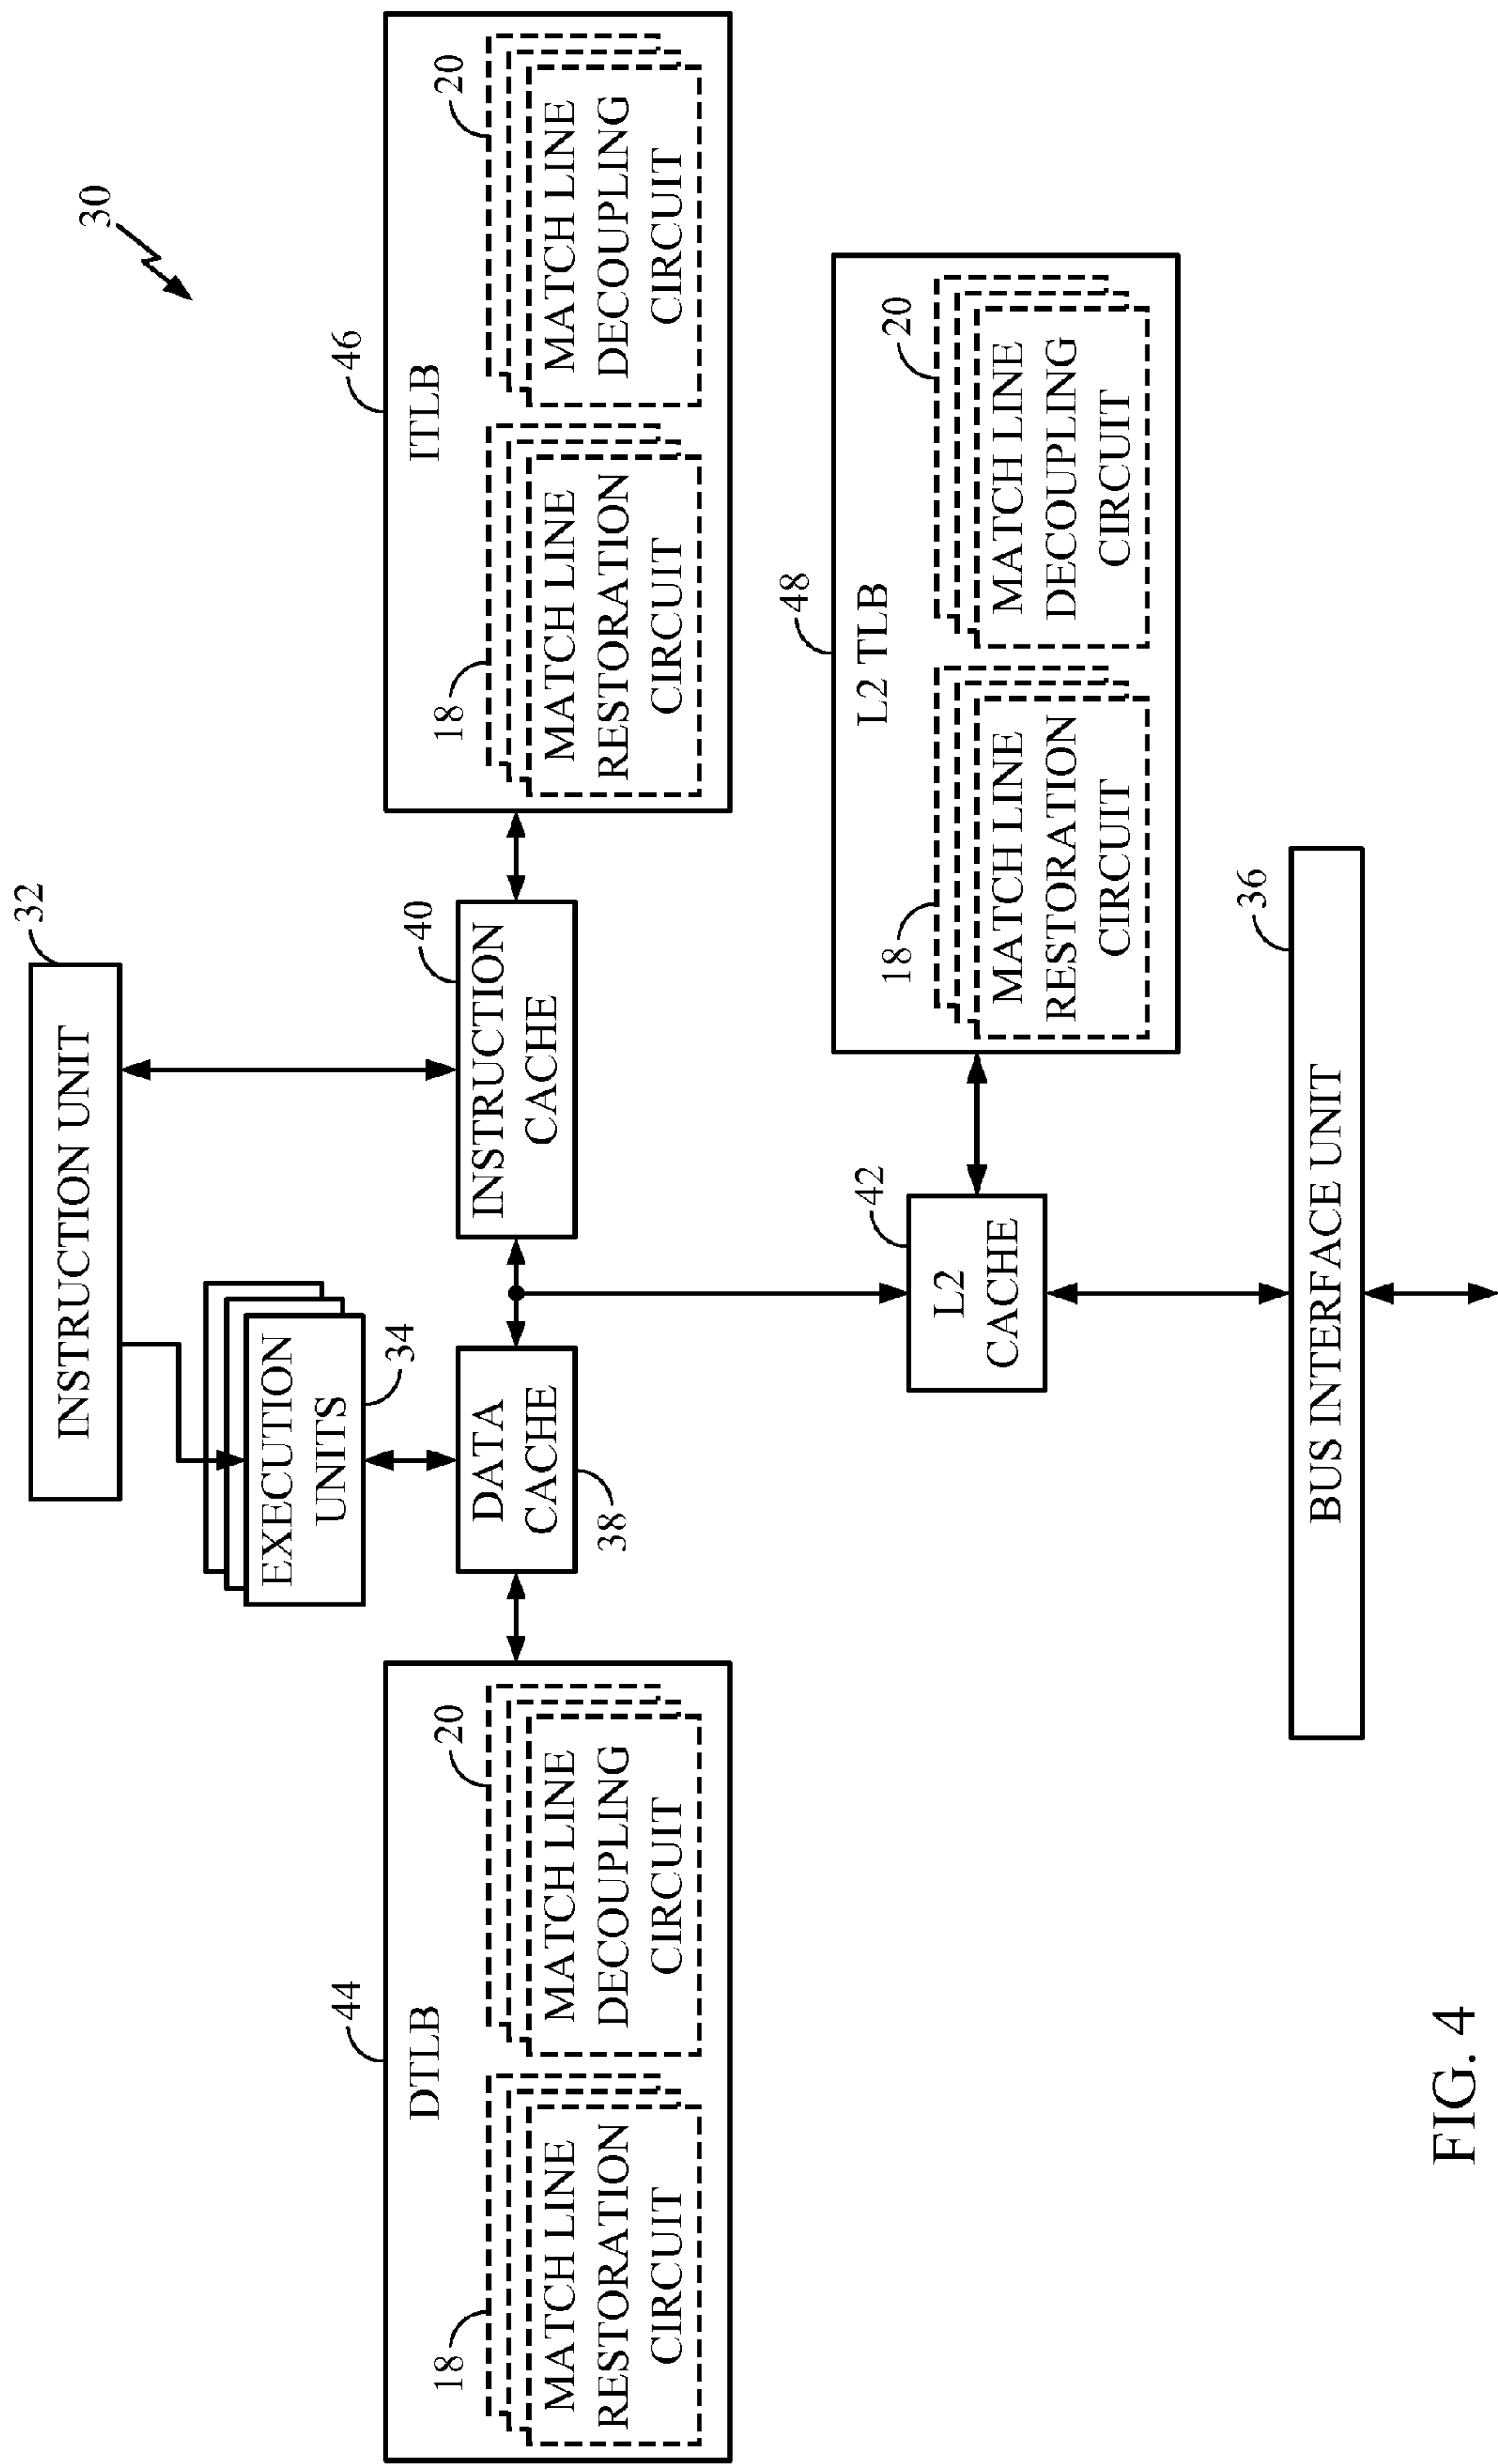 30
32
INSTRUCTION UNIT
EXECUTION
UNITS
34
44
DTLB
18
MATCH LINE
RESTORATION
CIRCUIT
20
MATCH LINE
DECOUPLING
CIRCUIT
DATA
CACHE
38
40
INSTRUCTION
CACHE
46
ITLB
18
MATCH LINE
RESTORATION
CIRCUIT
20
MATCH LINE
DECOUPLING
CIRCUIT
42
L2
CACHE
48
L2 TLB
18
MATCH LINE
RESTORATION
CIRCUIT
20
MATCH LINE
DECOUPLING
CIRCUIT
36
BUS INTERFACE UNIT
FIG. 4